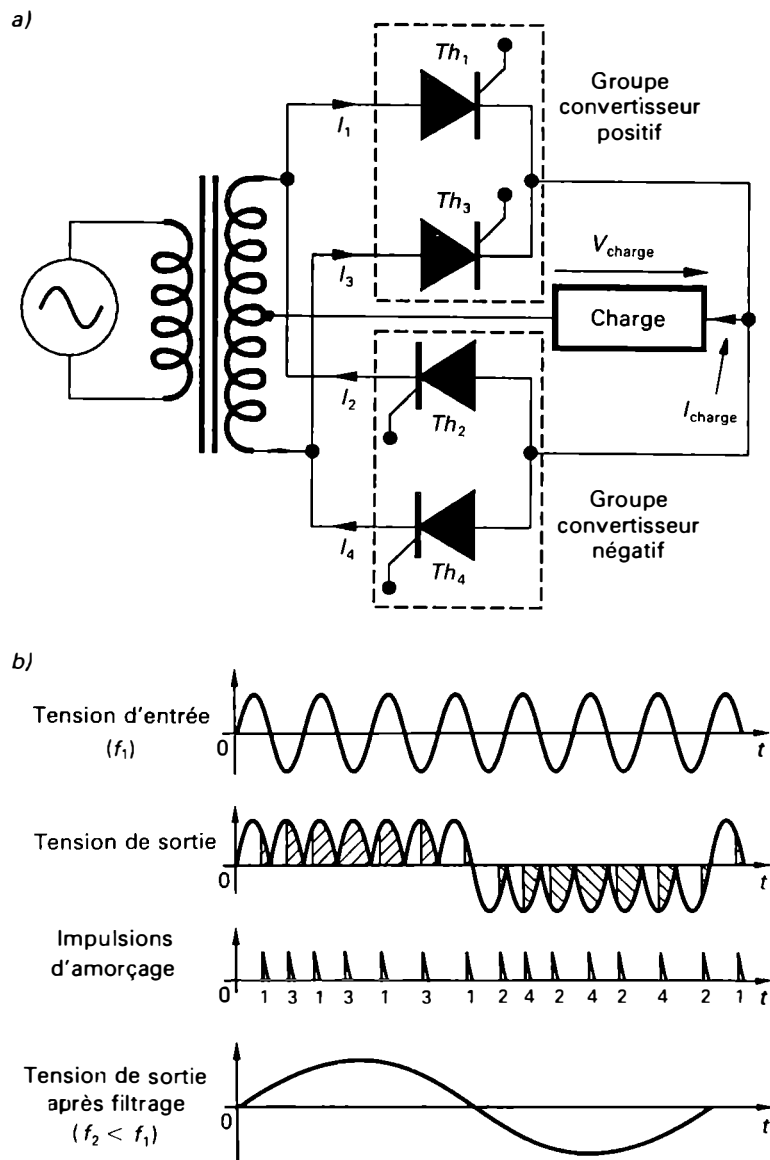 a)
Th1
Groupe
convertisseur
positif
I1
Th3
I3
Vcharge
Charge
I2
Th2
Icharge
I4
Th4
Groupe
convertisseur
négatif
b)
Tension d'entrée
(f1)
0
t
Tension de sortie
0
t
Impulsions
d'amorçage
0
1 3 1 3 1 3 1 2 4 2 4 2 4 2 1 t
Tension de sortie
après filtrage
(f2 < f1)
0
t